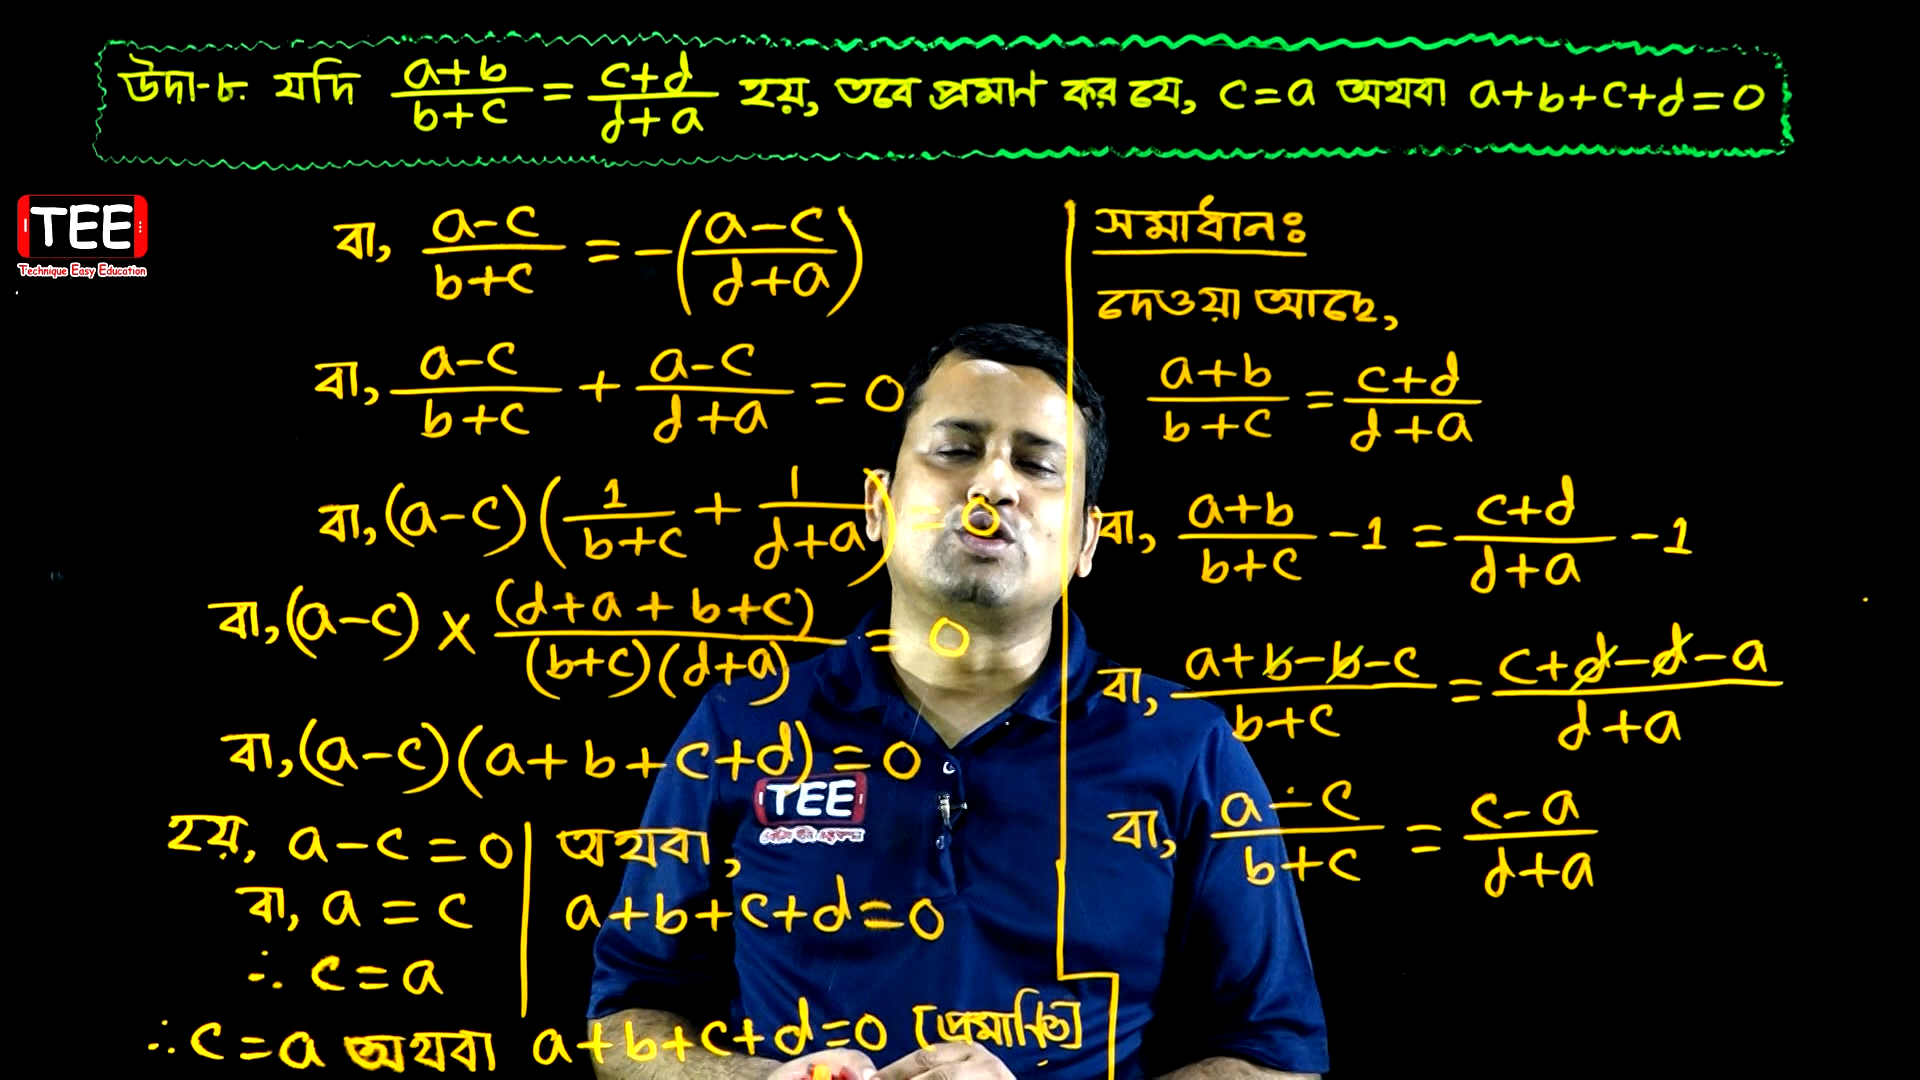 উদা-৮. যদি (a+b)/(b+c) = (c+d)/(d+a) হয়, তবে প্রমাণ কর যে, c=a অথবা a+b+c+d=0
TEE
Technique Easy Education
সমাধানঃ
দেওয়া আছে,
(a+b)/(b+c) = (c+d)/(d+a)
বা, (a+b)/(b+c) -1 = (c+d)/(d+a) -1
বা, (a+b-b-c)/(b+c) = (c+d-d-a)/(d+a)
বা, (a-c)/(b+c) = (c-a)/(d+a)
বা, (a-c)/(b+c) = -((a-c)/(d+a))
বা, (a-c)/(b+c) + (a-c)/(d+a) = 0
বা, (a-c)(1/(b+c) + 1/(d+a)) = 0
বা, (a-c) × (d+a+b+c)/((b+c)(d+a)) = 0
বা, (a-c)(a+b+c+d) = 0
হয়, a-c=0
বা, a=c
∴ c=a
অথবা,
a+b+c+d=0
∴ c=a অথবা a+b+c+d=0 [প্রমাণিত]
TEE